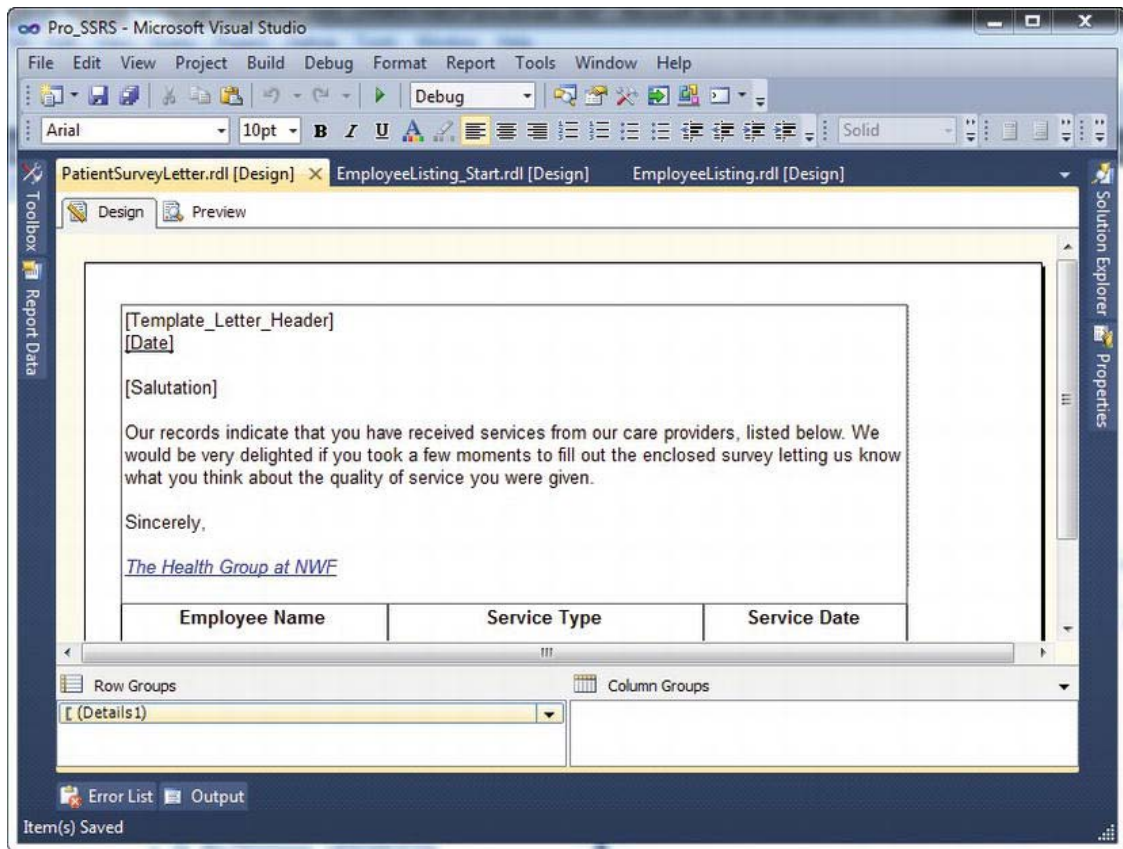 Pro_SSRS - Microsoft Visual Studio
File Edit View Project Build Debug Format Report Tools Window Help
Debug
Arial 10pt B I U A Solid
PatientSurveyLetter.rdl [Design] EmployeeListing_Start.rdl [Design] EmployeeListing.rdl [Design]
Toolbox
Report Data
Design Preview
[Template_Letter_Header]
[Date]
[Salutation]
Our records indicate that you have received services from our care providers, listed below. We
would be very delighted if you took a few moments to fill out the enclosed survey letting us know
what you think about the quality of service you were given.
Sincerely,
The Health Group at NWF
Employee Name Service Type Service Date
Solution Explorer
Properties
Row Groups Column Groups
[ (Details1)
Error List Output
Item(s) Saved